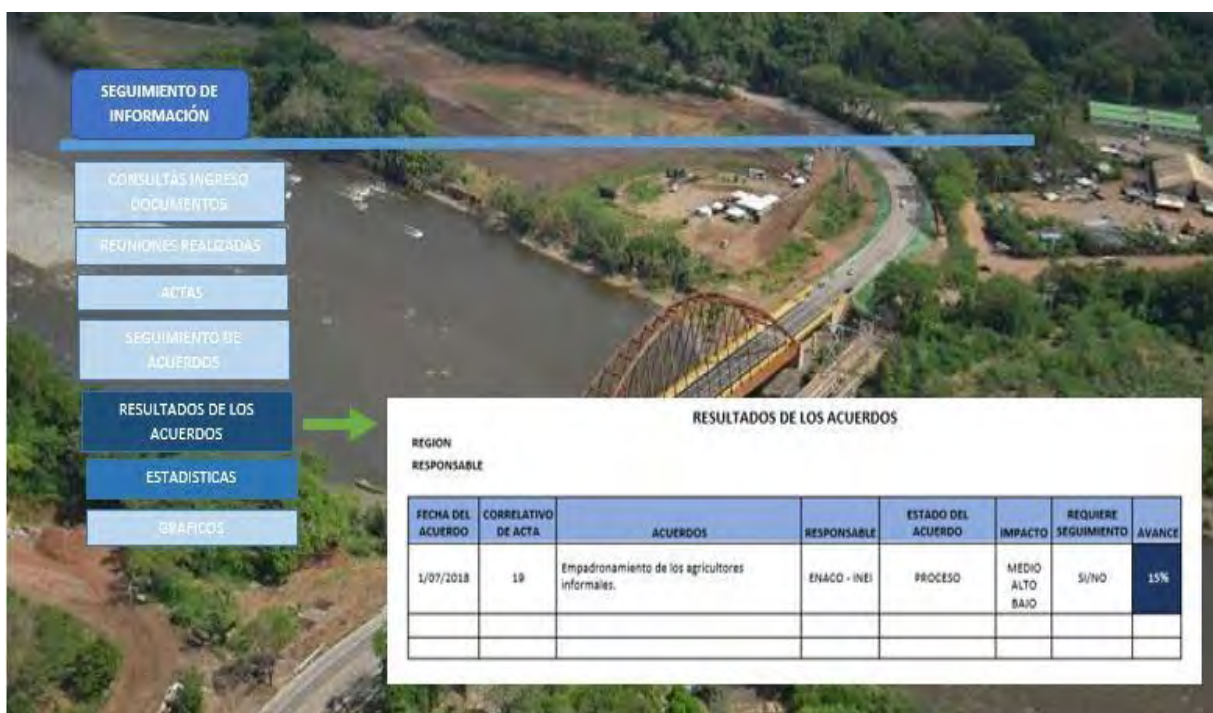 SEGUIMIENTO DE
INFORMACIÓN
CONSULTAS INGRESO
DOCUMENTOS
REUNIONES REALIZADAS
ACTAS
SEGUIMIENTO DE
ACUERDOS
RESULTADOS DE LOS
ACUERDOS
ESTADISTICAS
GRAFICOS
RESULTADOS DE LOS ACUERDOS
REGION
RESPONSABLE
FECHA DEL
ACUERDO
CORRELATIVO
DE ACTA
ACUERDOS
RESPONSABLE
ESTADO DEL
ACUERDO
IMPACTO
REQUIERE
SEGUIMIENTO
AVANCE
1/07/2018
19
Empadronamiento de los agricultores
informales.
ENACO - INEI
PROCESO
MEDIO
ALTO
BAJO
SI/NO
15%